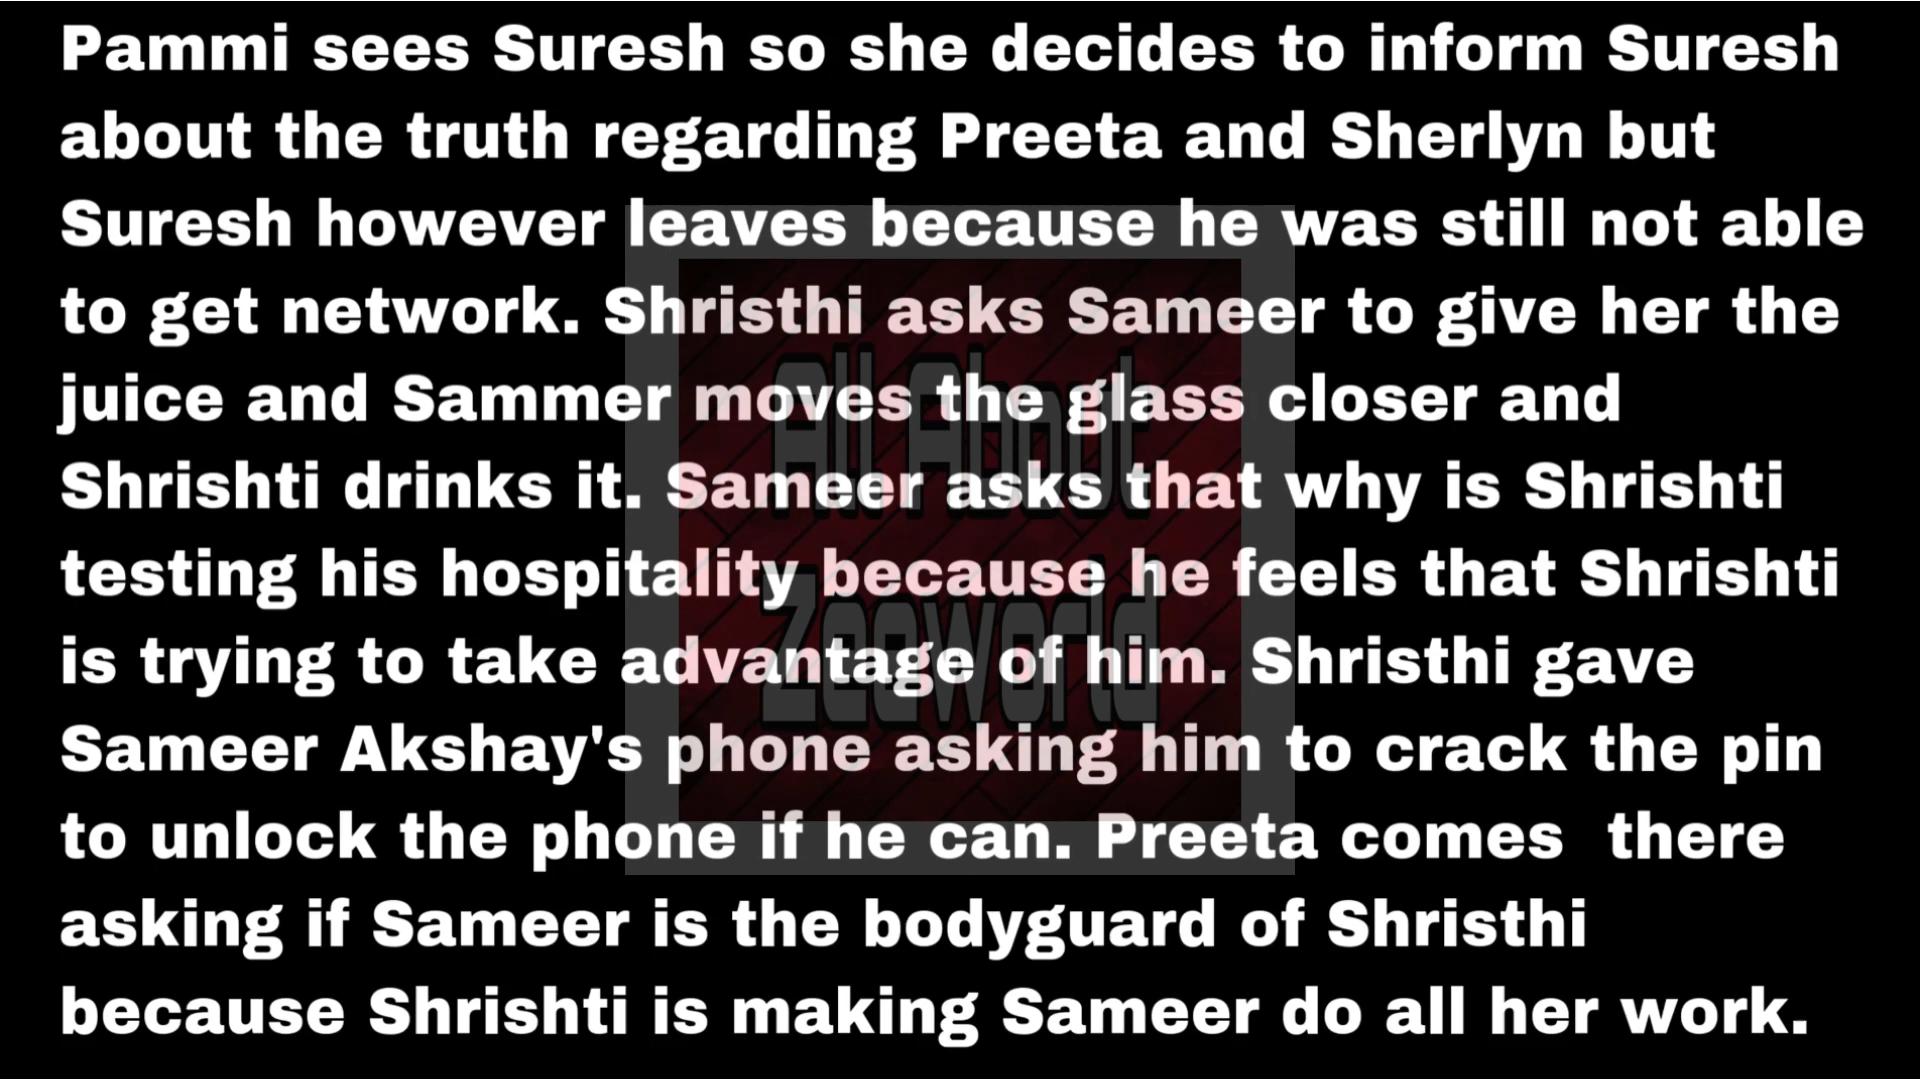 Pammi sees Suresh so she decides to inform Suresh
about the truth regarding Preeta and Sherlyn but
Suresh however leaves because he was still not able
to get network. Shristhi asks Sameer to give her the
juice and Sammer moves the glass closer and
Shrishti drinks it. Sameer asks that why is Shrishti
testing his hospitality because he feels that Shrishti
is trying to take advantage of him. Shristhi gave
Sameer Akshay's phone asking him to crack the pin
to unlock the phone if he can. Preeta comes  there
asking if Sameer is the bodyguard of Shristhi
because Shrishti is making Sameer do all her work.
All About
Zeeworld